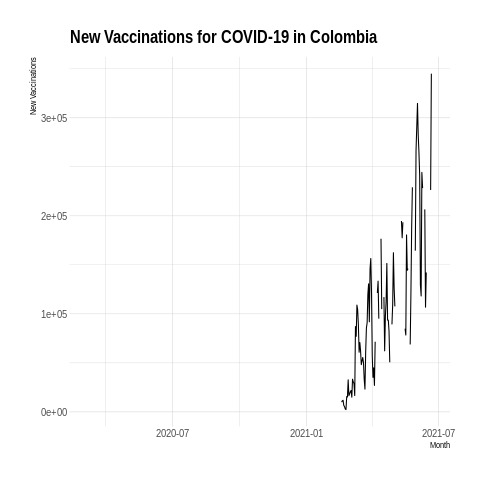 New Vaccinations for COVID-19 in Colombia
New Vaccinations
3e+05
2e+05
1e+05
0e+00
2020-07
2021-01
2021-07
Month